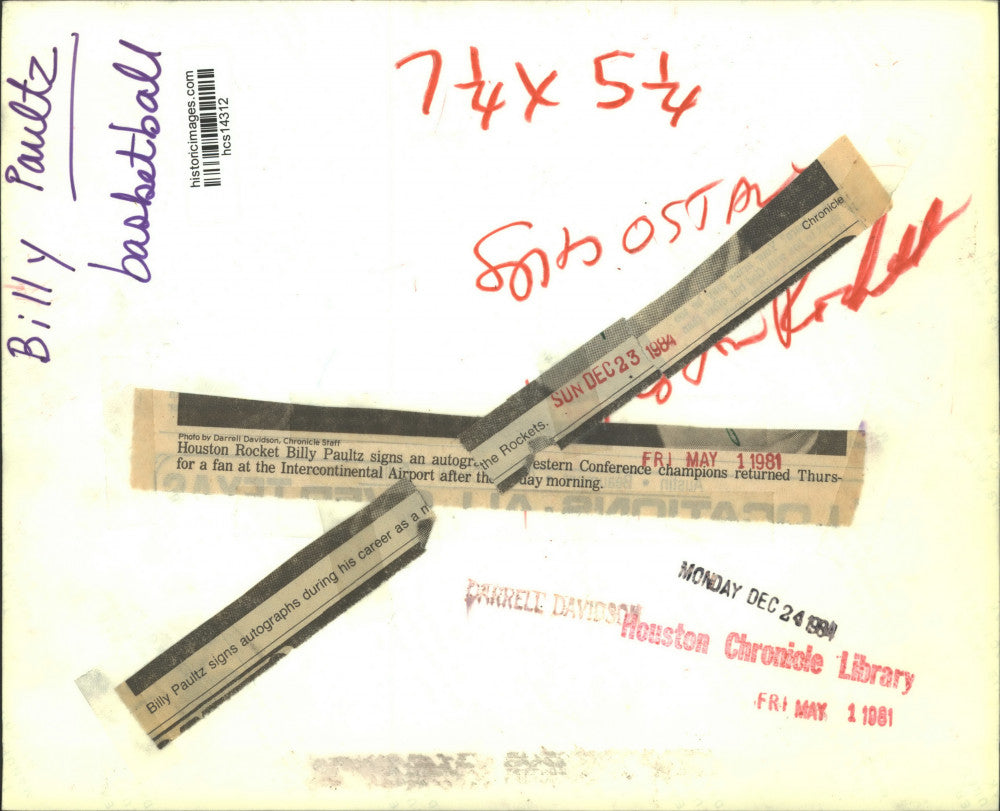 Billy Paultz
basketball
historicimages.com
hcs14312
7 1/4 x 5 1/4
Chronicle
SUN DEC 23 1984
the Rockets.
Photo by Darrell Davidson, Chronicle Staff
Houston Rocket Billy Paultz signs an autogr estern Conference champions returned Thurs-
for a fan at the Intercontinental Airport after th day morning.
FRI MAY 1 1981
Billy Paultz signs autographs during his career as a m
MONDAY DEC 24 1984
DARRELL DAVIDSON
Houston Chronicle Library
FRI MAY 1 1981